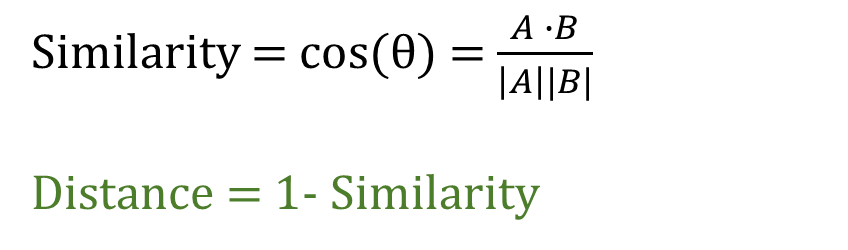 Similarity = cos(θ) = A ·B / |A||B|
Distance = 1- Similarity